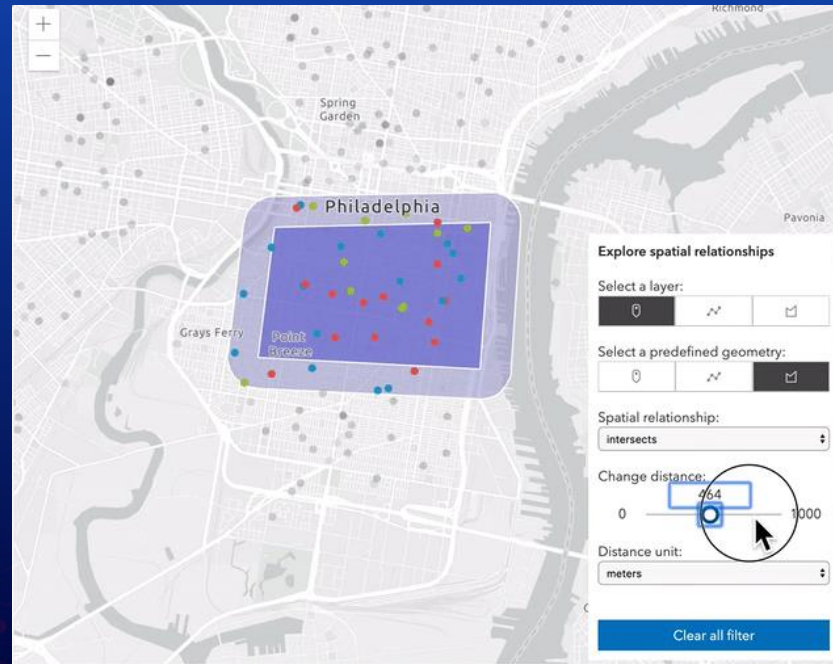 +
−
Richmond
Spring
Garden
Philadelphia
Pavonia
Grays Ferry
Point
Breeze
Explore spatial relationships
Select a layer:
Select a predefined geometry:
Spatial relationship:
intersects
Change distance:
464
0
1000
Distance unit:
meters
Clear all filter